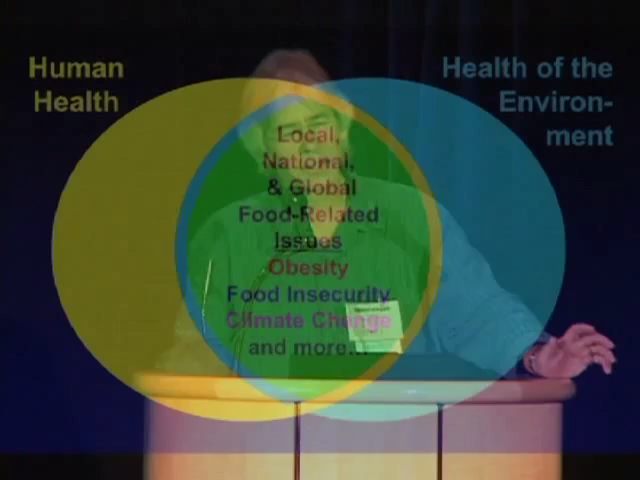 Human
Health
Health of the
Environ-
ment
Local,
National,
& Global
Food-Related
Issues
Obesity
Food Insecurity
Climate Change
and more...